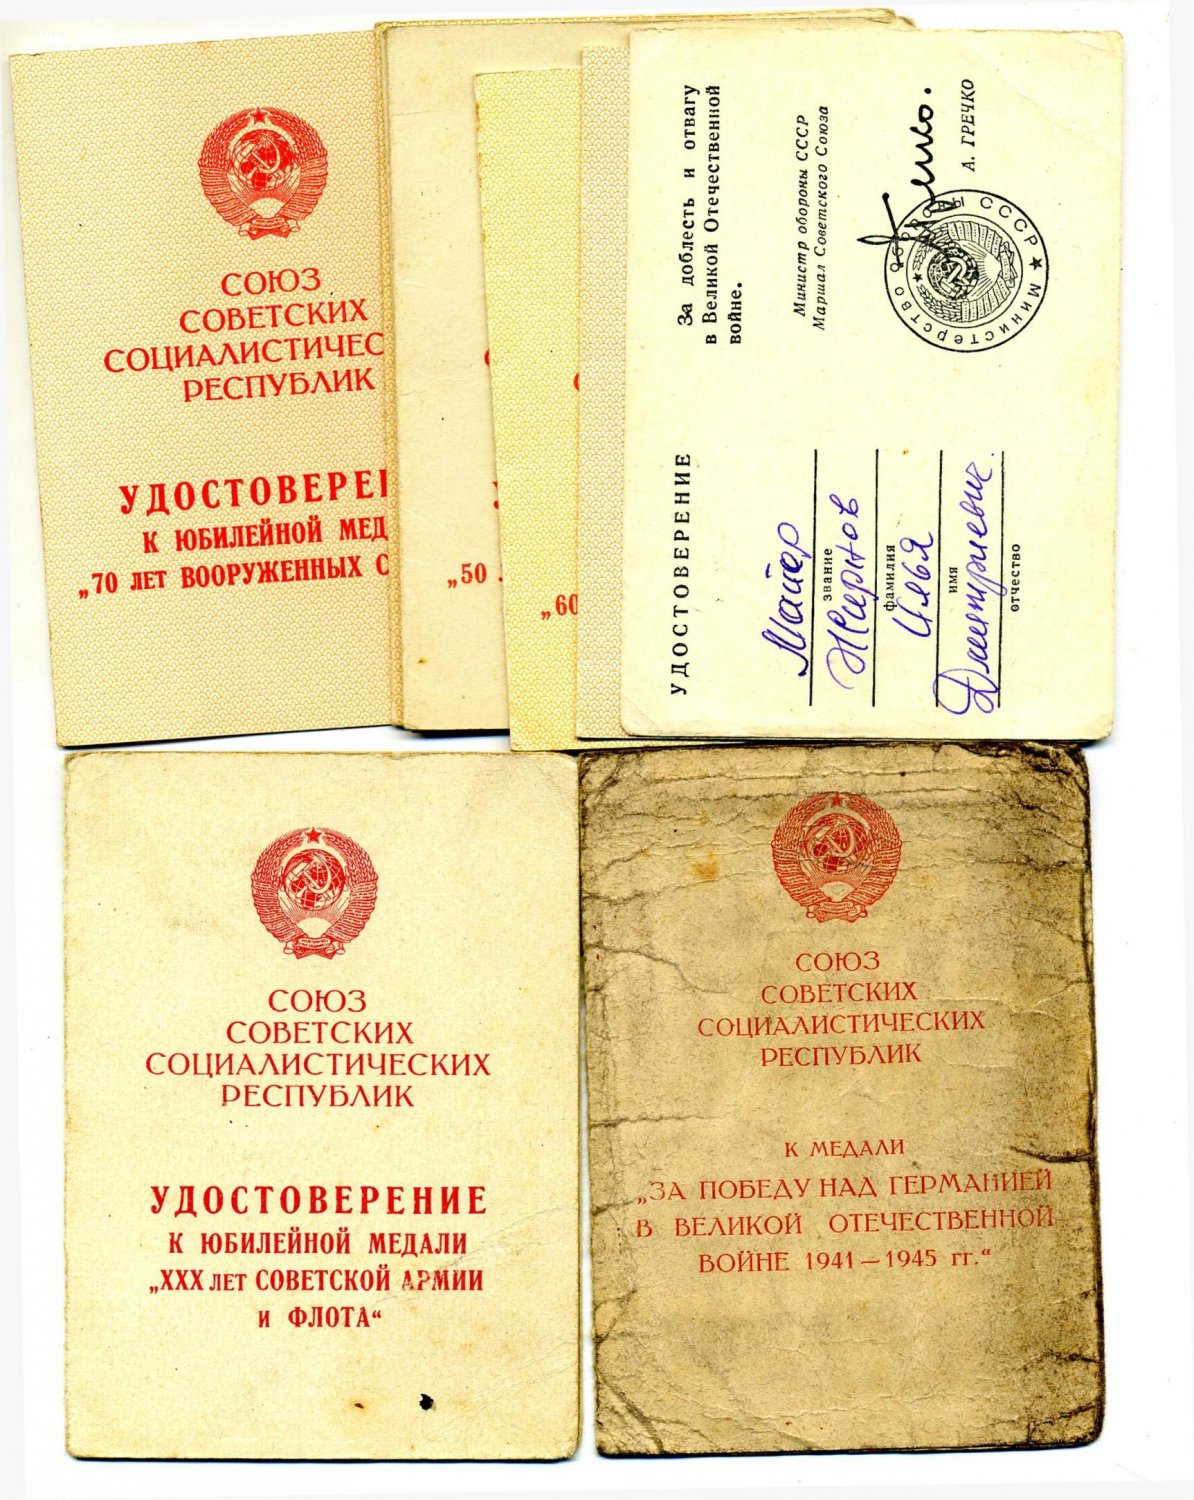 СОЮЗ
СОВЕТСКИХ
СОЦИАЛИСТИЧЕС
РЕСПУБЛИК
УДОСТОВЕРЕ
К ЮБИЛЕЙНОЙ МЕД
„70 ЛЕТ ВООРУЖЕННЫХ С
„50
„60
За доблесть и отвагу
в Великой Отечественной
войне.
Министр обороны СССР
Маршал Советского Союза
А. ГРЕЧКО
Министерство обороны СССР
УДОСТОВЕРЕНИЕ
Майор
звание
Жирнов
фамилия
Илья
имя
Дмитриевич.
отчество
СОЮЗ
СОВЕТСКИХ
СОЦИАЛИСТИЧЕСКИХ
РЕСПУБЛИК
УДОСТОВЕРЕНИЕ
К ЮБИЛЕЙНОЙ МЕДАЛИ
„XXX ЛЕТ СОВЕТСКОЙ АРМИИ
И ФЛОТА“
СОЮЗ
СОВЕТСКИХ
СОЦИАЛИСТИЧЕСКИХ
РЕСПУБЛИК
К МЕДАЛИ
„ЗА ПОБЕДУ НАД ГЕРМАНИЕЙ
В ВЕЛИКОЙ ОТЕЧЕСТВЕННОЙ
ВОЙНЕ 1941—1945 гг.“